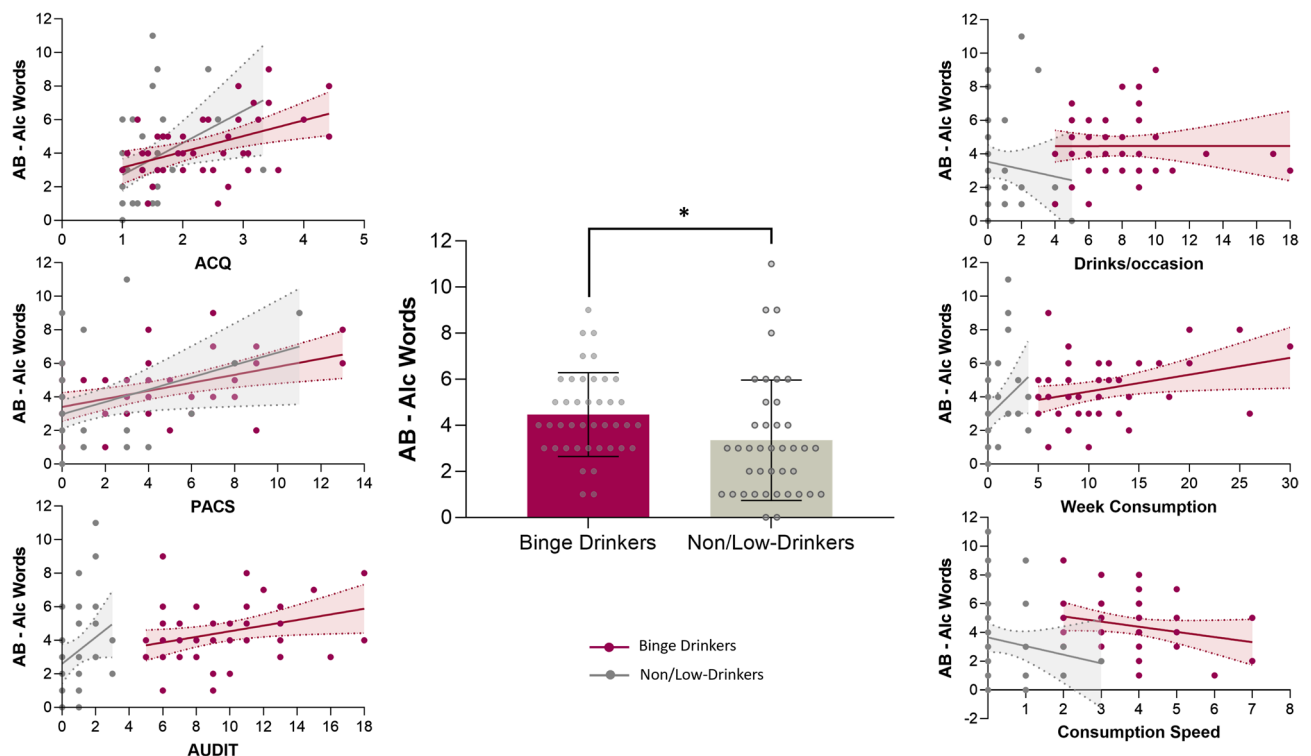 AB - Alc Words
12
10
8
6
4
2
0
0 1 2 3 4 5
ACQ
AB - Alc Words
12
10
8
6
4
2
0
0 2 4 6 8 10 12 14
PACS
AB - Alc Words
12
10
8
6
4
2
0
0 2 4 6 8 10 12 14 16 18
AUDIT
*
AB - Alc Words
12
10
8
6
4
2
0
Binge Drinkers Non/Low-Drinkers
Binge Drinkers
Non/Low-Drinkers
AB - Alc Words
12
10
8
6
4
2
0
0 2 4 6 8 10 12 14 16 18
Drinks/occasion
AB - Alc Words
12
10
8
6
4
2
0
0 5 10 15 20 25 30
Week Consumption
AB - Alc Words
12
10
8
6
4
2
0
-2
1 2 3 4 5 6 7 8
Consumption Speed